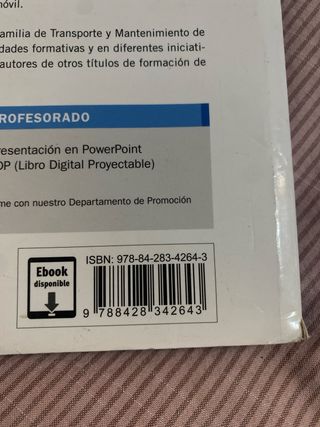 móvil.
amilia de Transporte y Mantenimiento de
dades formativas y en diferentes iniciati-
autores de otros títulos de formación de
ROFESORADO
resentación en PowerPoint
DP (Libro Digital Proyectable)
me con nuestro Departamento de Promoción
ISBN: 978-84-283-4264-3
Ebook
disponible
9 788428 342643